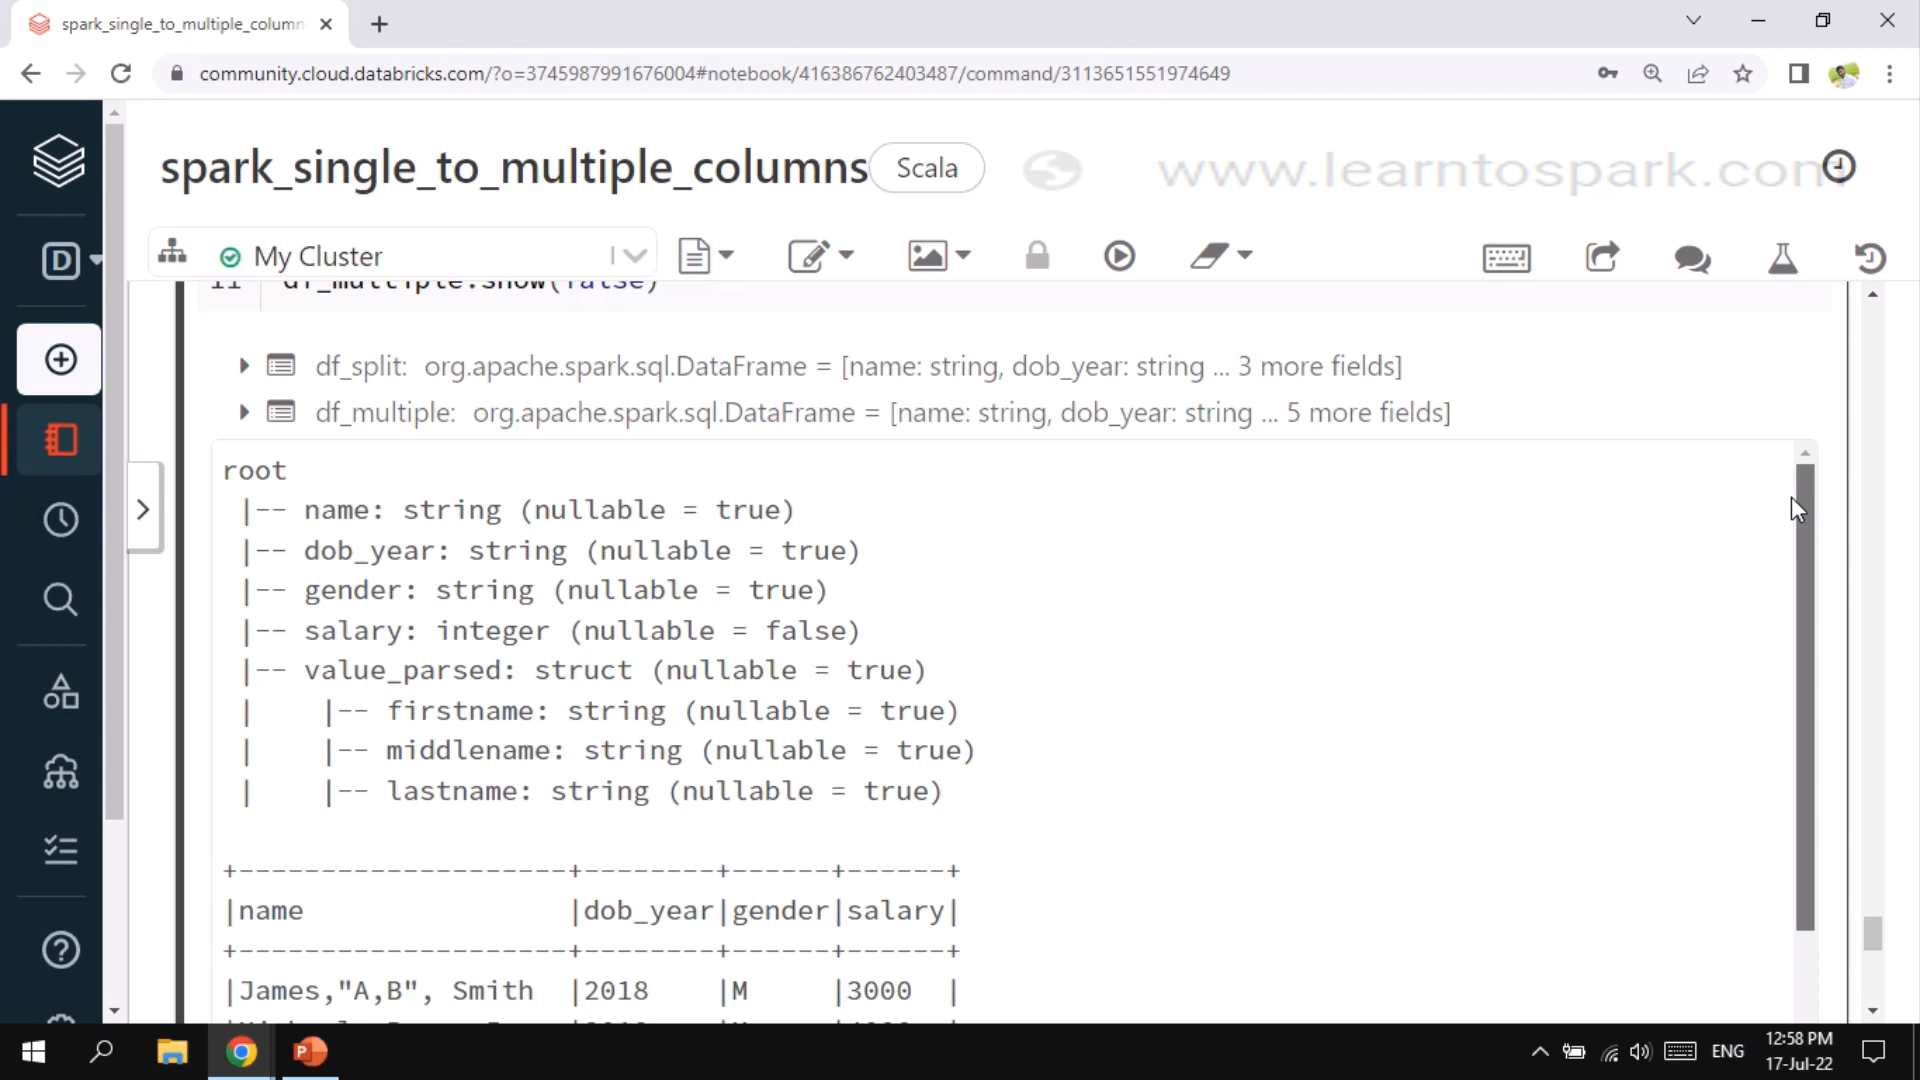 spark_single_to_multiple_column
community.cloud.databricks.com/?o=3745987991676004#notebook/416386762403487/command/3113651551974649
spark_single_to_multiple_columns
Scala
www.learntospark.com
D
My Cluster
11 df_multiple.show(false)
df_split: org.apache.spark.sql.DataFrame = [name: string, dob_year: string ... 3 more fields]
df_multiple: org.apache.spark.sql.DataFrame = [name: string, dob_year: string ... 5 more fields]
root
|-- name: string (nullable = true)
|-- dob_year: string (nullable = true)
|-- gender: string (nullable = true)
|-- salary: integer (nullable = false)
|-- value_parsed: struct (nullable = true)
|    |-- firstname: string (nullable = true)
|    |-- middlename: string (nullable = true)
|    |-- lastname: string (nullable = true)
+--------------------+--------+------+------+
|name                |dob_year|gender|salary|
+--------------------+--------+------+------+
|James,"A,B", Smith  |2018    |M     |3000  |
ENG
12:58 PM
17-Jul-22